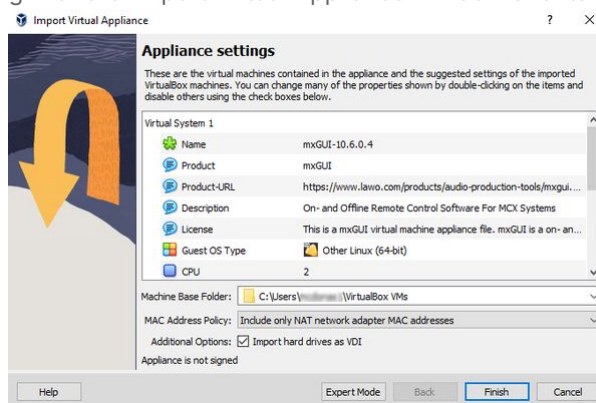 Import Virtual Appliance
Appliance settings
These are the virtual machines contained in the appliance and the suggested settings of the imported
VirtualBox machines. You can change many of the properties shown by double-clicking on the items and
disable others using the check boxes below.
Virtual System 1
Name mxGUI-10.6.0.4
Product mxGUI
Product-URL https://www.lawo.com/products/audio-production-tools/mxgui....
Description On- and Offline Remote Control Software For MCX Systems
License This is a mxGUI virtual machine appliance file. mxGUI is a on- an...
Guest OS Type Other Linux (64-bit)
CPU 2
Machine Base Folder: C:\Users\ \VirtualBox VMs
MAC Address Policy: Include only NAT network adapter MAC addresses
Additional Options: Import hard drives as VDI
Appliance is not signed
Help Expert Mode Back Finish Cancel